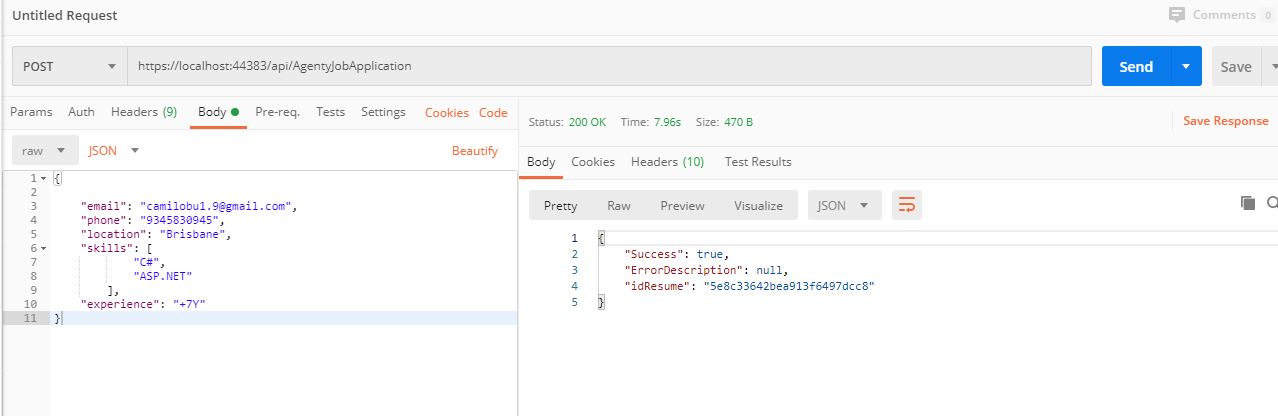 Untitled Request
Comments 0
POST https://localhost:44383/api/AgentyJobApplication Send Save
Params Auth Headers (9) Body Pre-req. Tests Settings Cookies Code
Status: 200 OK Time: 7.96s Size: 470 B Save Response
raw JSON Beautify
Body Cookies Headers (10) Test Results
Pretty Raw Preview Visualize JSON
1 {
2
3 "email": "camilobu1.9@gmail.com",
4 "phone": "9345830945",
5 "location": "Brisbane",
6 "skills": [
7 "C#",
8 "ASP.NET"
9 ],
10 "experience": "+7Y"
11 }
1 {
2 "Success": true,
3 "ErrorDescription": null,
4 "idResume": "5e8c33642bea913f6497dcc8"
5 }